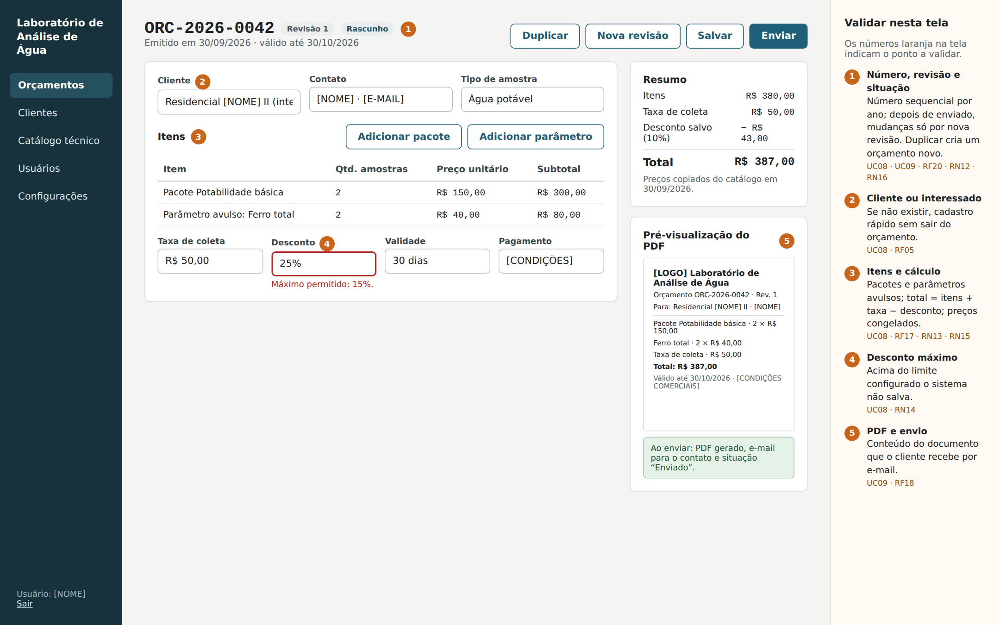 Laboratório de
Análise de
Água
Orçamentos
Clientes
Catálogo técnico
Usuários
Configurações
Usuário: [NOME]
Sair
ORC-2026-0042 Revisão 1 Rascunho 1
Emitido em 30/09/2026 · válido até 30/10/2026
Duplicar Nova revisão Salvar Enviar
Cliente 2 Contato Tipo de amostra
Residencial [NOME] II (inte [NOME] · [E-MAIL] Água potável
Itens 3 Adicionar pacote Adicionar parâmetro
Item Qtd. amostras Preço unitário Subtotal
Pacote Potabilidade básica 2 R$ 150,00 R$ 300,00
Parâmetro avulso: Ferro total 2 R$ 40,00 R$ 80,00
Taxa de coleta Desconto 4 Validade Pagamento
R$ 50,00 25% 30 dias [CONDIÇÕES]
Máximo permitido: 15%.
Resumo
Itens R$ 380,00
Taxa de coleta R$ 50,00
Desconto salvo − R$
(10%) 43,00
Total R$ 387,00
Preços copiados do catálogo em
30/09/2026.
Pré-visualização do
PDF 5
[LOGO] Laboratório de
Análise de Água
Orçamento ORC-2026-0042 · Rev. 1
Para: Residencial [NOME] II · [NOME]
Pacote Potabilidade básica · 2 × R$
150,00
Ferro total · 2 × R$ 40,00
Taxa de coleta · R$ 50,00
Total: R$ 387,00
Válido até 30/10/2026 · [CONDIÇÕES
COMERCIAIS]
Ao enviar: PDF gerado, e-mail
para o contato e situação
“Enviado”.
Validar nesta tela
Os números laranja na tela
indicam o ponto a validar.
1 Número, revisão e
situação
Número sequencial por
ano; depois de enviado,
mudanças só por nova
revisão. Duplicar cria um
orçamento novo.
UC08 · UC09 · RF20 · RN12 ·
RN16
2 Cliente ou interessado
Se não existir, cadastro
rápido sem sair do
orçamento.
UC08 · RF05
3 Itens e cálculo
Pacotes e parâmetros
avulsos; total = itens +
taxa − desconto; preços
congelados.
UC08 · RF17 · RN13 · RN15
4 Desconto máximo
Acima do limite
configurado o sistema
não salva.
UC08 · RN14
5 PDF e envio
Conteúdo do documento
que o cliente recebe por
e-mail.
UC09 · RF18